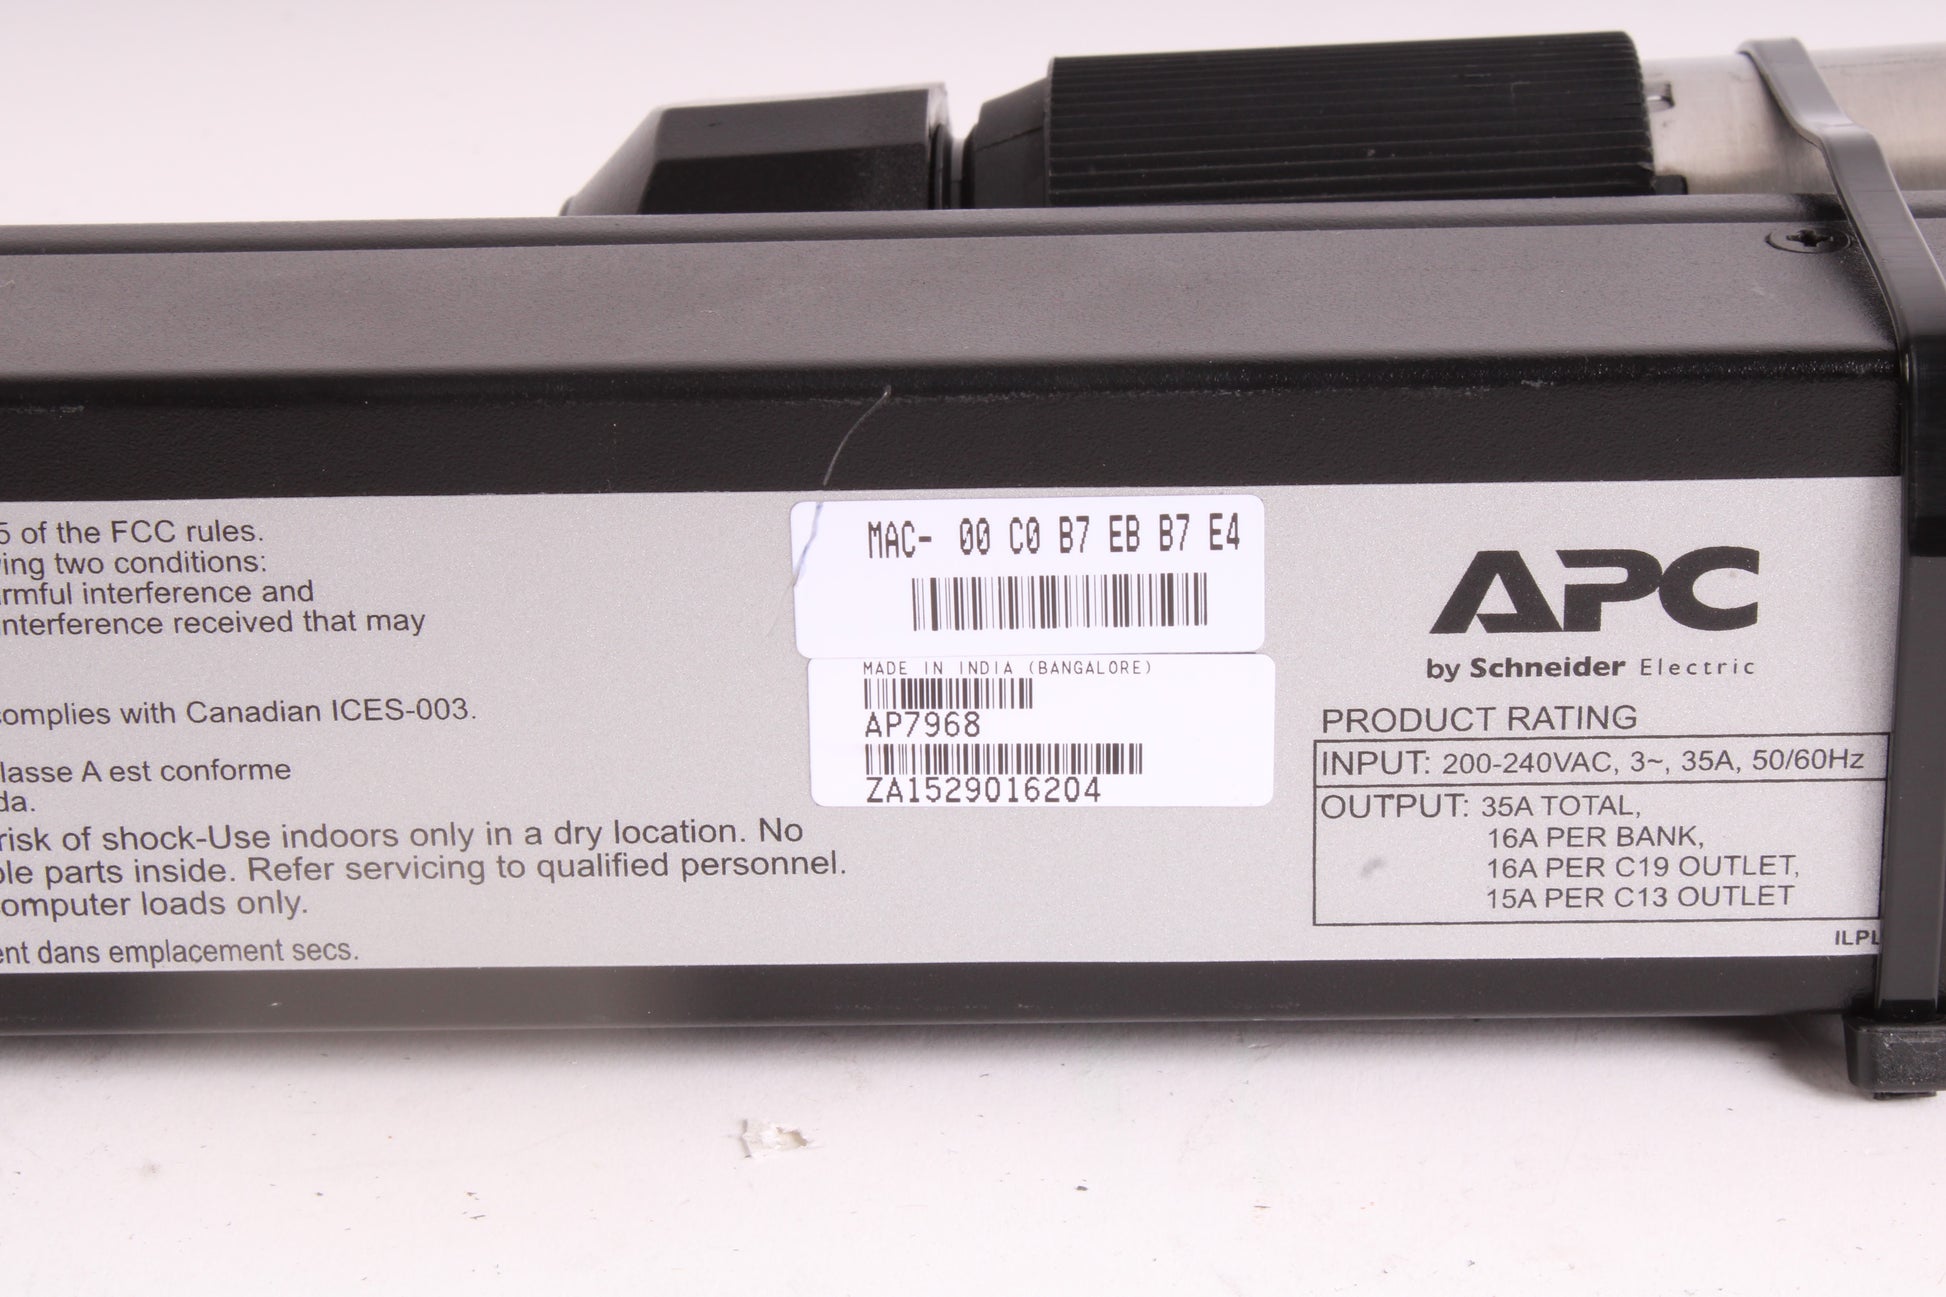 5 of the FCC rules.
ing two conditions:
rmful interference and
nterference received that may
omplies with Canadian ICES-003.
lasse A est conforme
da.
risk of shock-Use indoors only in a dry location. No
ble parts inside. Refer servicing to qualified personnel.
omputer loads only.
ent dans emplacement secs.
MAC- 00 C0 B7 EB B7 E4
MADE IN INDIA (BANGALORE)
AP7968
ZA1529016204
APC
by Schneider Electric
PRODUCT RATING
INPUT: 200-240VAC, 3~, 35A, 50/60Hz
OUTPUT: 35A TOTAL,
16A PER BANK,
16A PER C19 OUTLET,
15A PER C13 OUTLET
ILPL